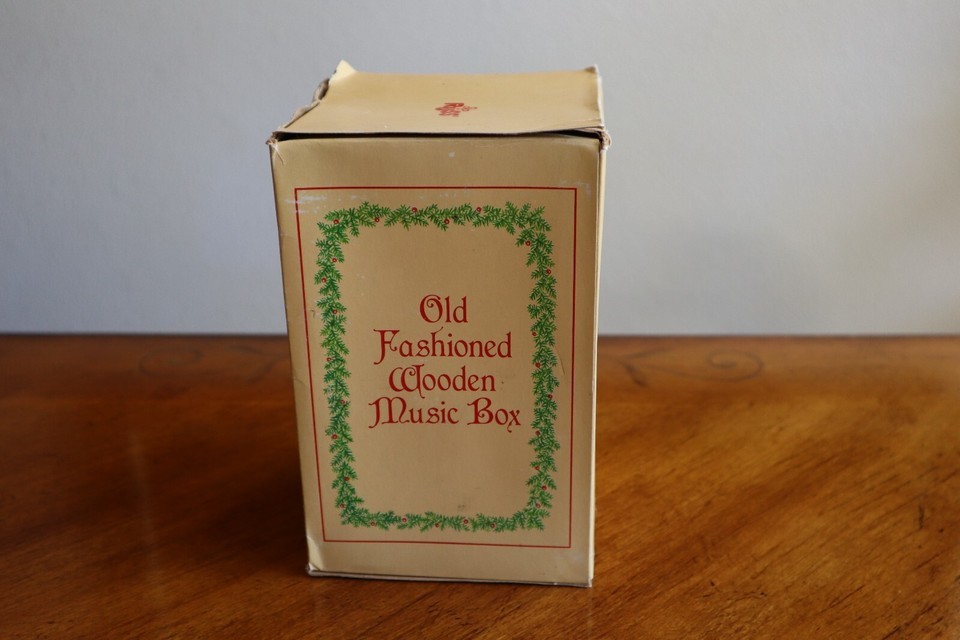 Old
Fashioned
Wooden
Music Box